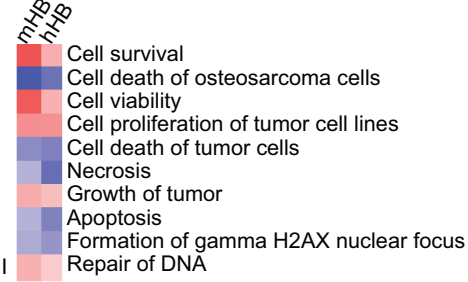 mHB
hHB
Cell survival
Cell death of osteosarcoma cells
Cell viability
Cell proliferation of tumor cell lines
Cell death of tumor cells
Necrosis
Growth of tumor
Apoptosis
Formation of gamma H2AX nuclear focus
l Repair of DNA